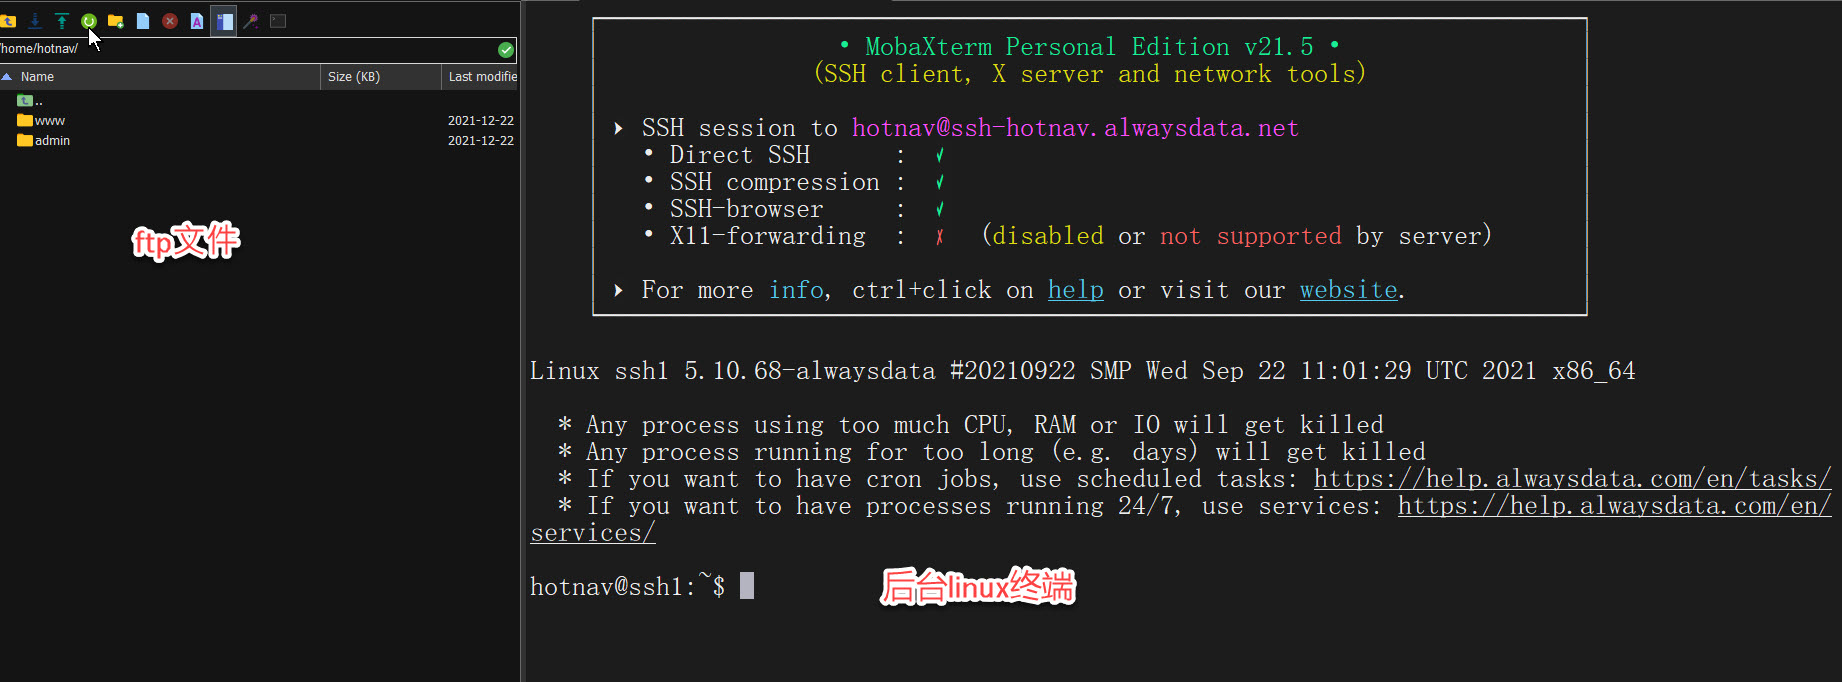 /home/hotnav/
Name Size (KB) Last modifie
..
www 2021-12-22
admin 2021-12-22
ftp文件
• MobaXterm Personal Edition v21.5 •
(SSH client, X server and network tools)
▸ SSH session to hotnav@ssh-hotnav.alwaysdata.net
• Direct SSH : √
• SSH compression : √
• SSH-browser : √
• X11-forwarding : ✗ (disabled or not supported by server)
▸ For more info, ctrl+click on help or visit our website.
Linux ssh1 5.10.68-alwaysdata #20210922 SMP Wed Sep 22 11:01:29 UTC 2021 x86_64
* Any process using too much CPU, RAM or IO will get killed
* Any process running for too long (e.g. days) will get killed
* If you want to have cron jobs, use scheduled tasks: https://help.alwaysdata.com/en/tasks/
* If you want to have processes running 24/7, use services: https://help.alwaysdata.com/en/
services/
hotnav@ssh1:~$
后台linux终端